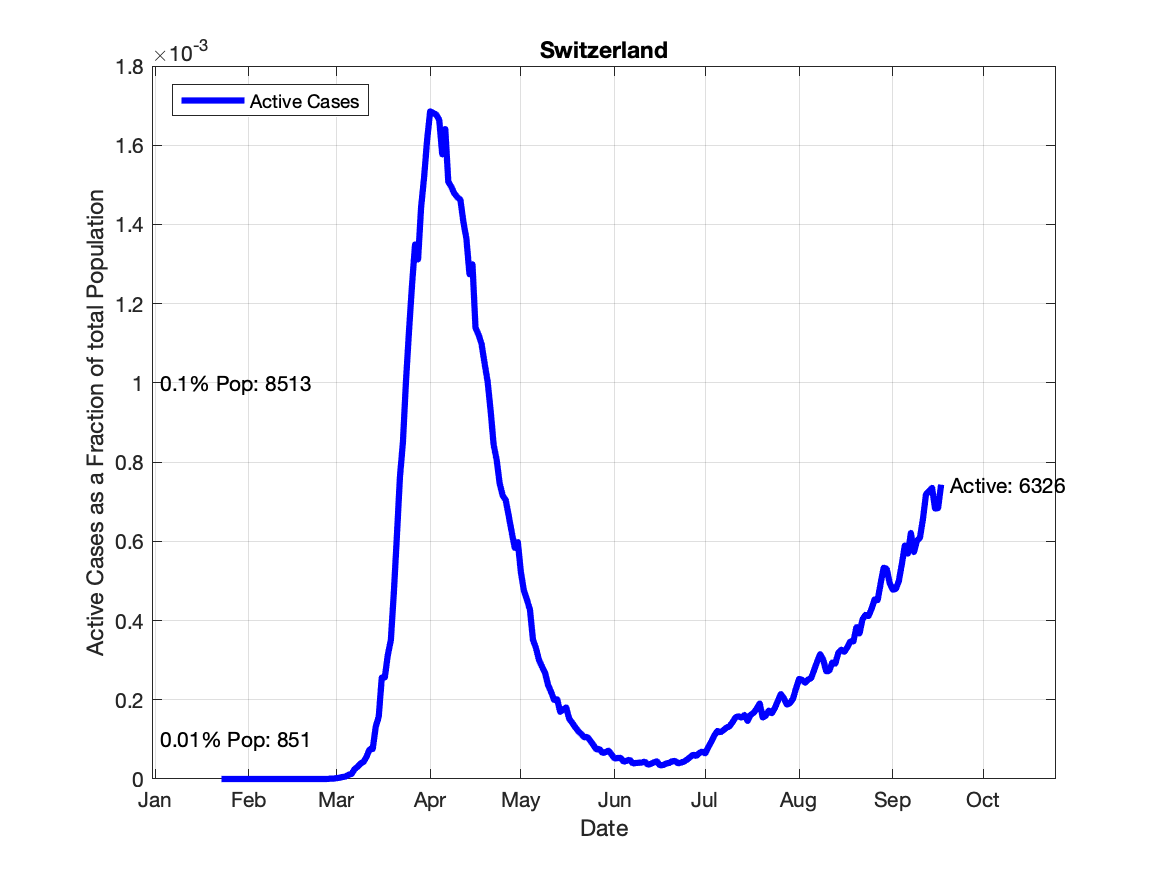 Switzerland
×10-3
1.8
Active Cases
1.6
1.4
1.2
1
0.1% Pop: 8513
0.8
Active: 6326
0.6
0.4
0.2
0.01% Pop: 851
0
Jan Feb Mar Apr May Jun Jul Aug Sep Oct
Date
Active Cases as a Fraction of total Population